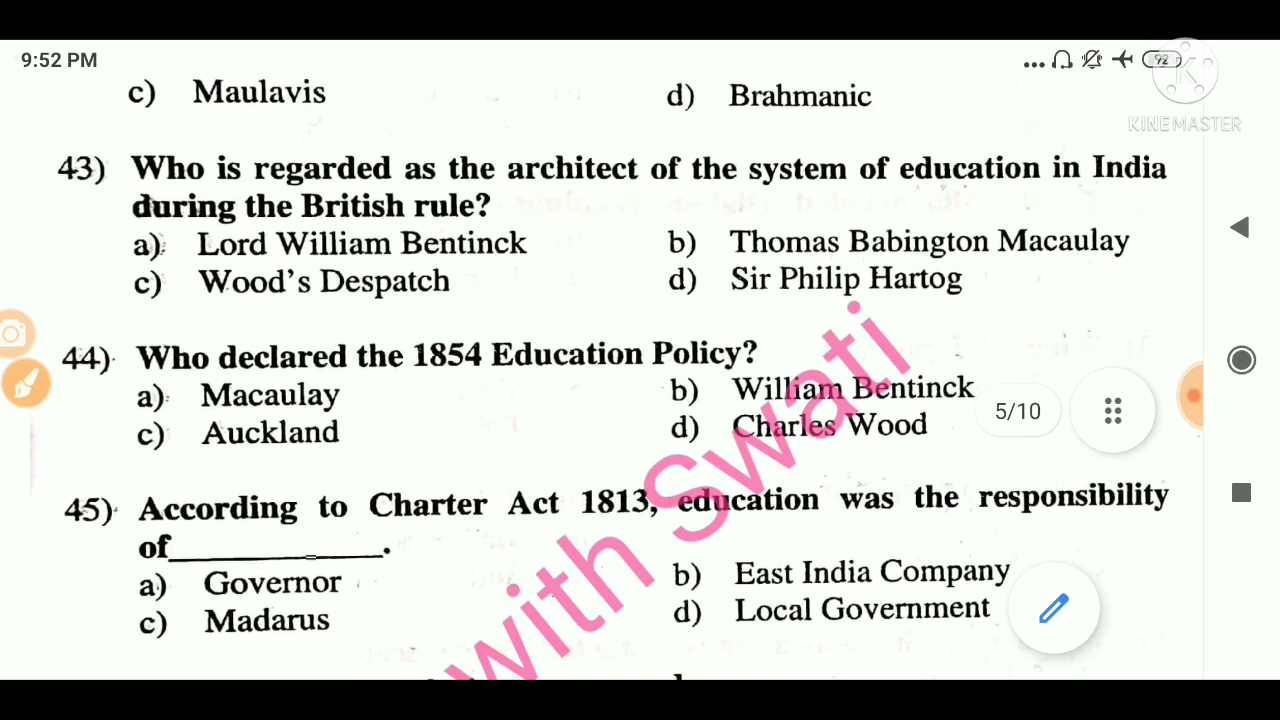 9:52 PM
92
KINEMASTER
c) Maulavis d) Brahmanic
43) Who is regarded as the architect of the system of education in India
during the British rule?
a) Lord William Bentinck b) Thomas Babington Macaulay
c) Wood's Despatch d) Sir Philip Hartog
44) Who declared the 1854 Education Policy?
a) Macaulay b) William Bentinck
c) Auckland d) Charles Wood
5/10
45) According to Charter Act 1813, education was the responsibility
of____________.
a) Governor b) East India Company
c) Madarus d) Local Government
with Swati